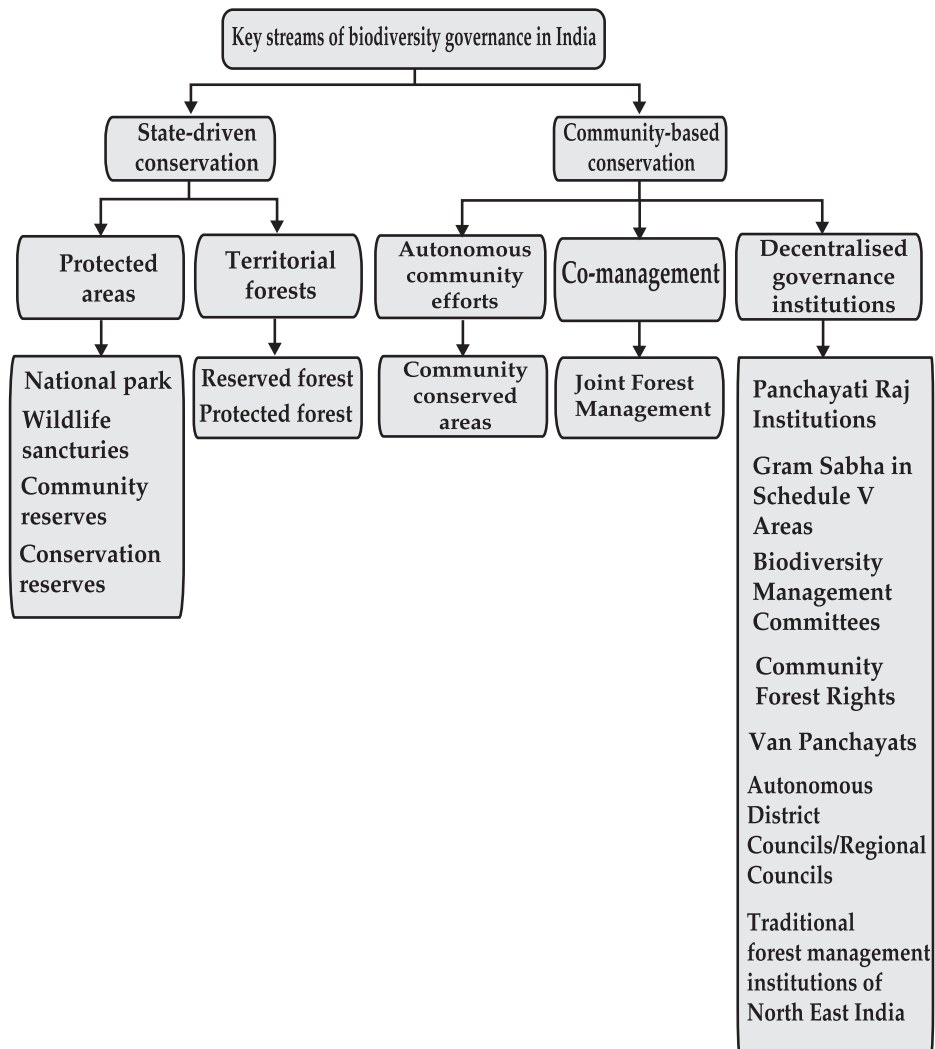 Key streams of biodiversity governance in India
State-driven
conservation
Community-based
conservation
Protected
areas
Territorial
forests
Autonomous
community
efforts
Co-management
Decentralised
governance
institutions
National park
Wildlife
sancturies
Community
reserves
Conservation
reserves
Reserved forest
Protected forest
Community
conserved
areas
Joint Forest
Management
Panchayati Raj
Institutions
Gram Sabha in
Schedule V
Areas
Biodiversity
Management
Committees
Community
Forest Rights
Van Panchayats
Autonomous
District
Councils/Regional
Councils
Traditional
forest management
institutions of
North East India